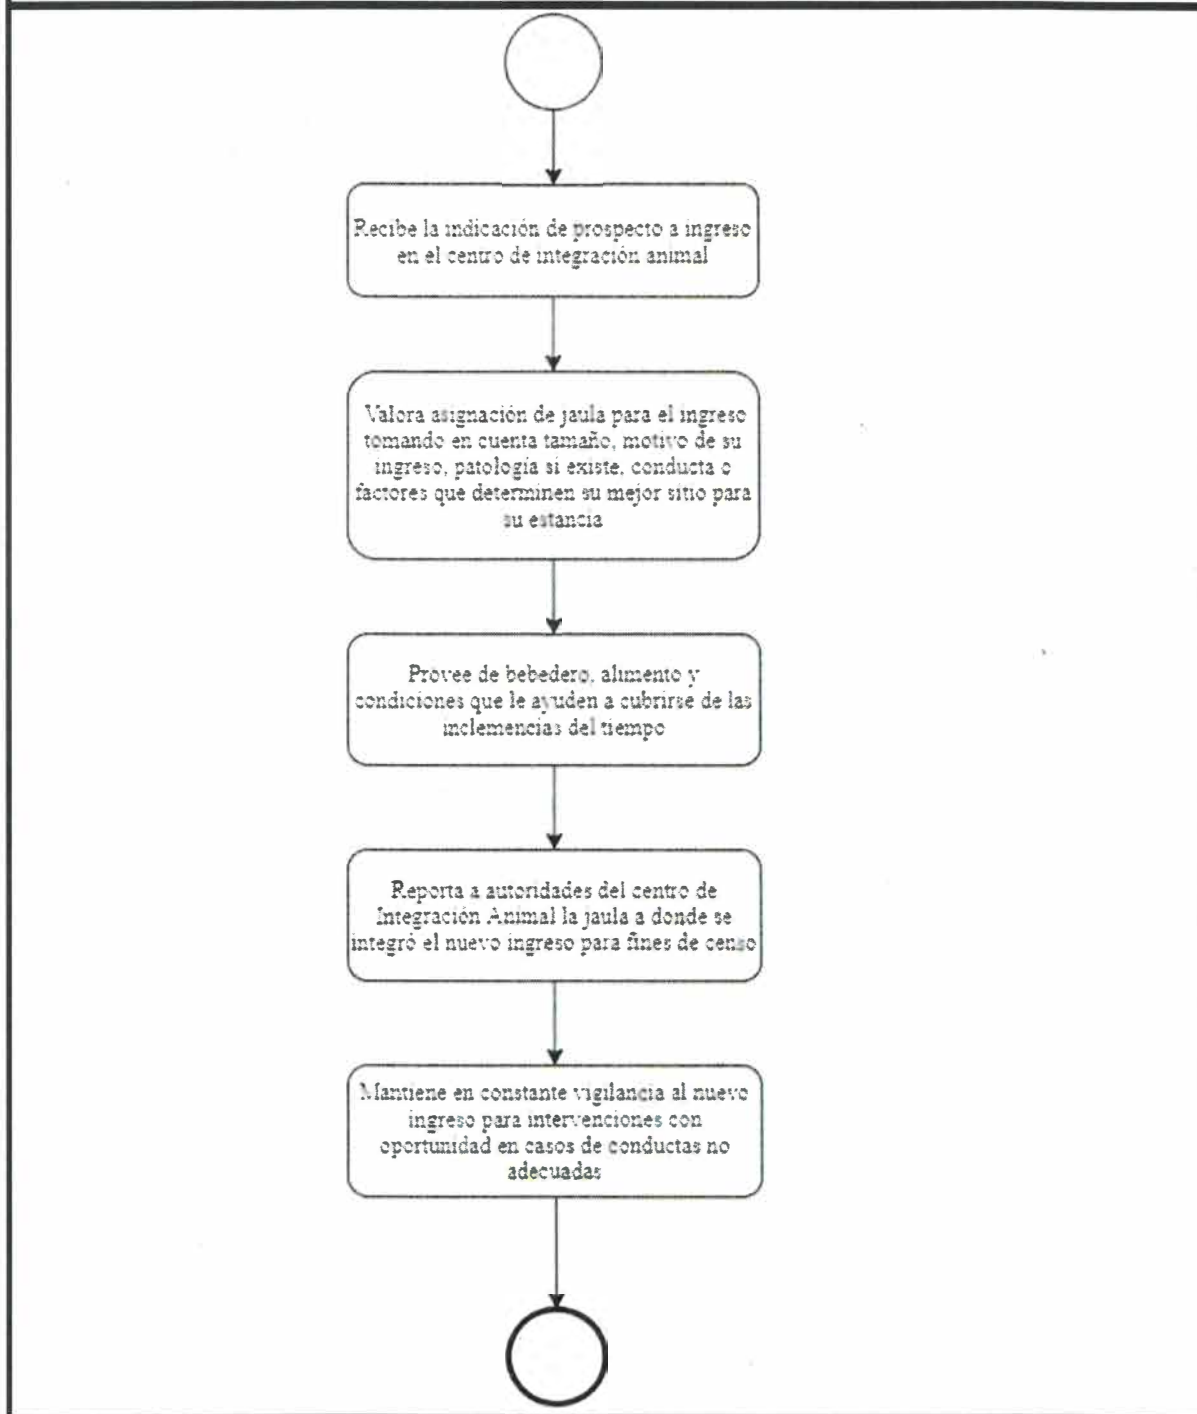 Recibe la indicación de prospecto a ingreso
en el centro de integración animal
Valora asignación de jaula para el ingreso
tomando en cuenta tamaño, motivo de su
ingreso, patología si existe, conducta o
factores que determinen su mejor sitio para
su estancia
Provee de bebedero, alimento y
condiciones que le ayuden a cubrirse de las
inclemencias del tiempo
Reporta a autoridades del centro de
Integración Animal la jaula a donde se
integró el nuevo ingreso para fines de censo
Mantiene en constante vigilancia al nuevo
ingreso para intervenciones con
oportunidad en casos de conductas no
adecuadas